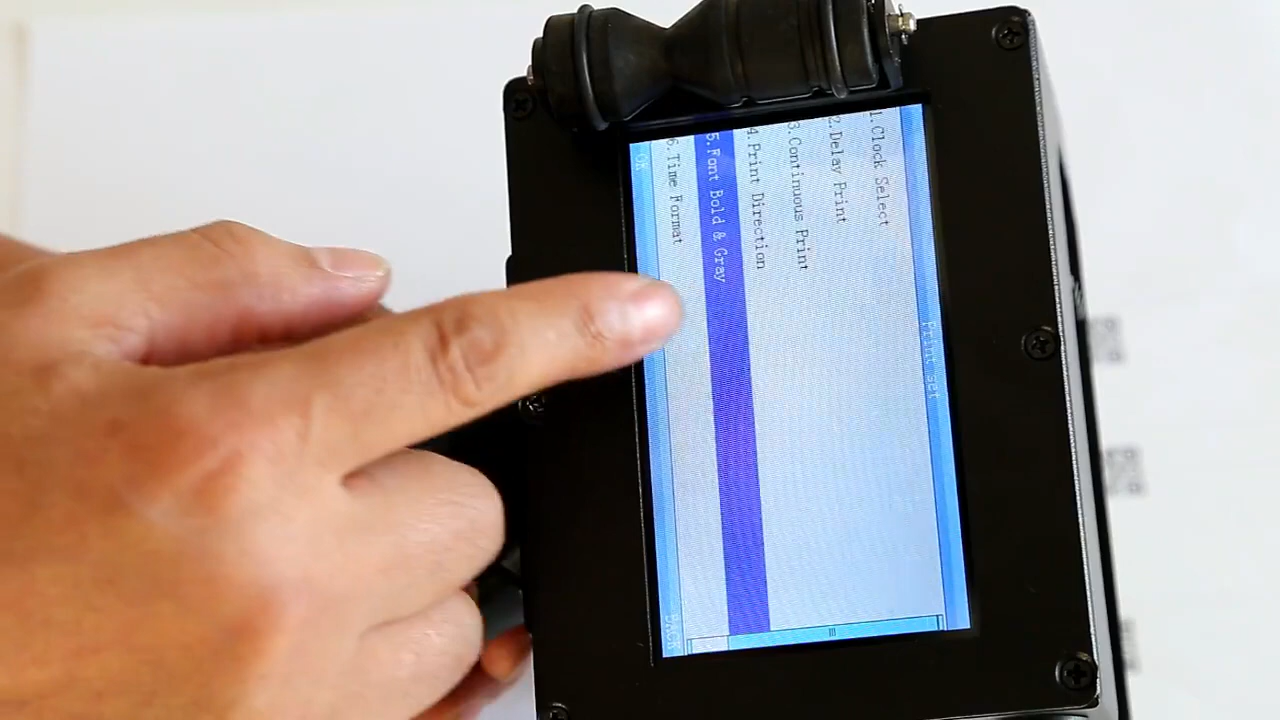 Print set
1.Clock Select
2.Delay Print
3.Continuous Print
4.Print Direction
5.Font Bold & Gray
6.Time Format
OK
BACK